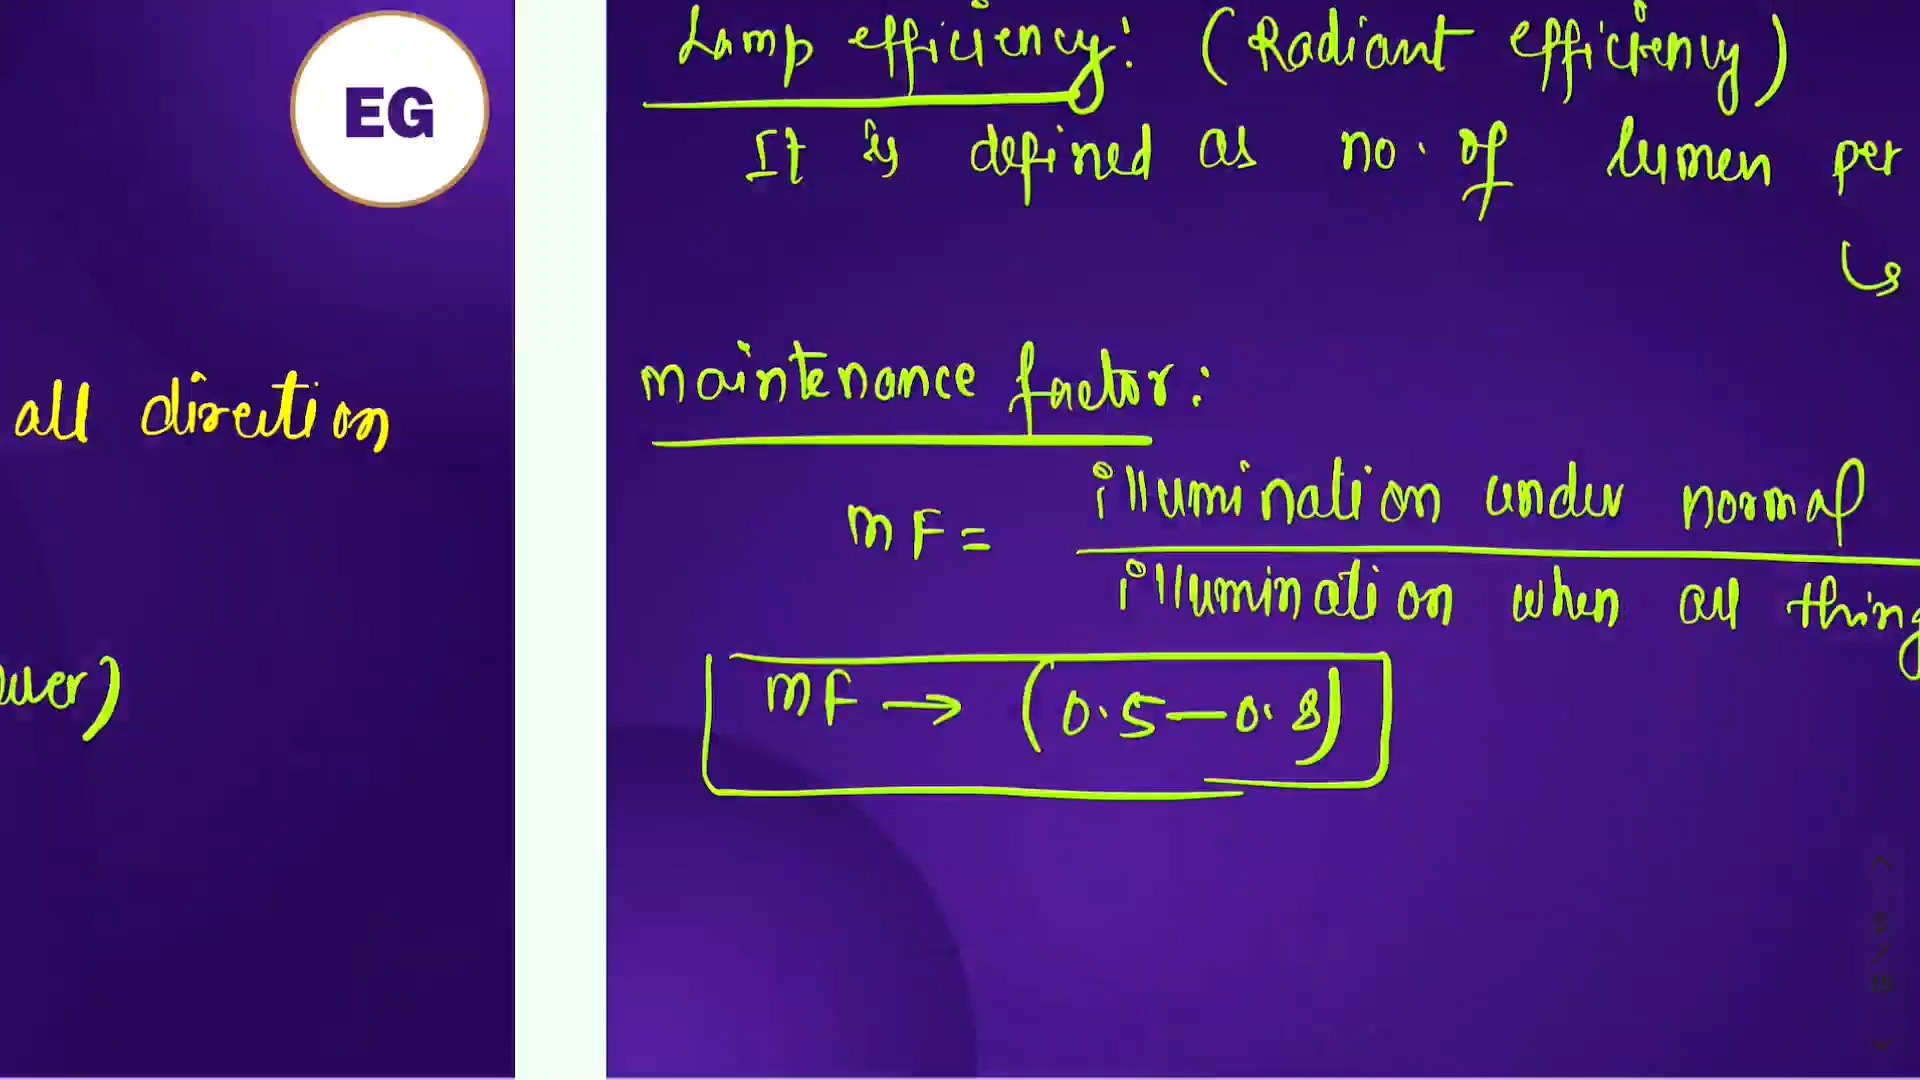 EG
all direction
Lamp efficiency: (Radiant efficiency)
It is defined as no. of lumen per
maintenance factor:
MF = illumination under normal
illumination when all thing
MF → (0.5—0.8)
5
/